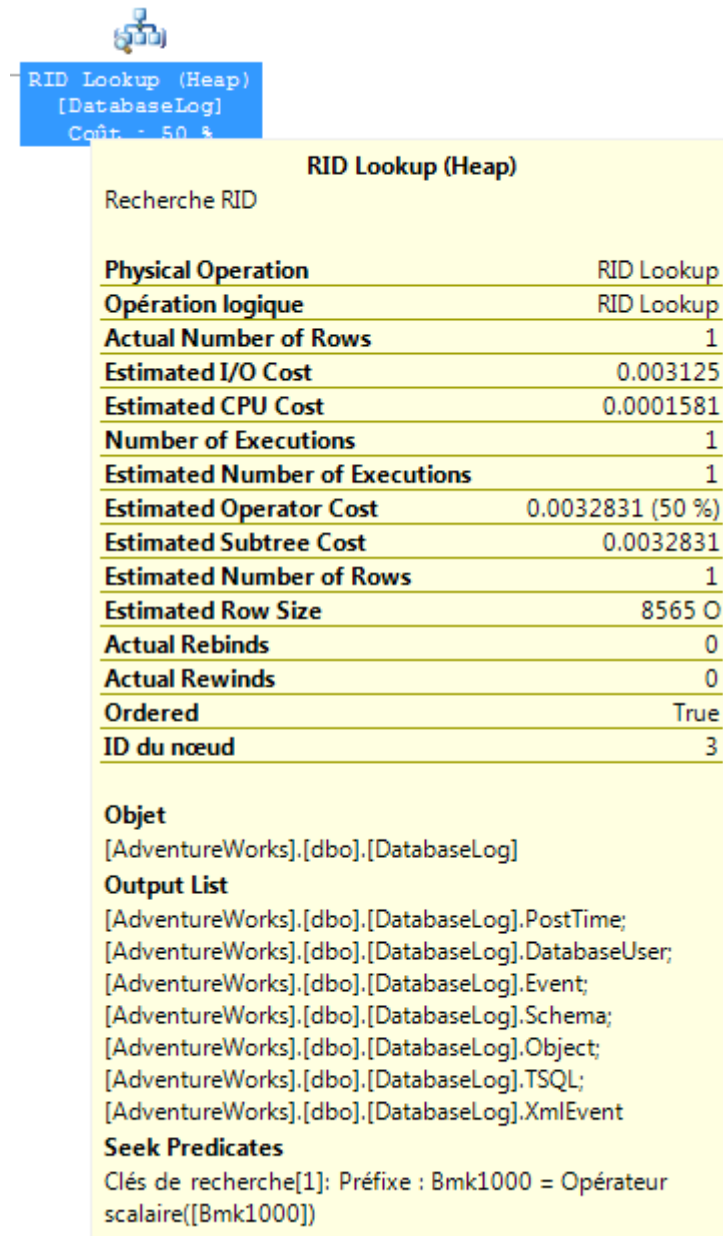 RID Lookup (Heap)
[DatabaseLog]
Coût : 50 %
RID Lookup (Heap)
Recherche RID
Physical Operation RID Lookup
Opération logique RID Lookup
Actual Number of Rows 1
Estimated I/O Cost 0.003125
Estimated CPU Cost 0.0001581
Number of Executions 1
Estimated Number of Executions 1
Estimated Operator Cost 0.0032831 (50 %)
Estimated Subtree Cost 0.0032831
Estimated Number of Rows 1
Estimated Row Size 8565 O
Actual Rebinds 0
Actual Rewinds 0
Ordered True
ID du nœud 3
Objet
[AdventureWorks].[dbo].[DatabaseLog]
Output List
[AdventureWorks].[dbo].[DatabaseLog].PostTime;
[AdventureWorks].[dbo].[DatabaseLog].DatabaseUser;
[AdventureWorks].[dbo].[DatabaseLog].Event;
[AdventureWorks].[dbo].[DatabaseLog].Schema;
[AdventureWorks].[dbo].[DatabaseLog].Object;
[AdventureWorks].[dbo].[DatabaseLog].TSQL;
[AdventureWorks].[dbo].[DatabaseLog].XmlEvent
Seek Predicates
Clés de recherche[1]: Préfixe : Bmk1000 = Opérateur
scalaire([Bmk1000])